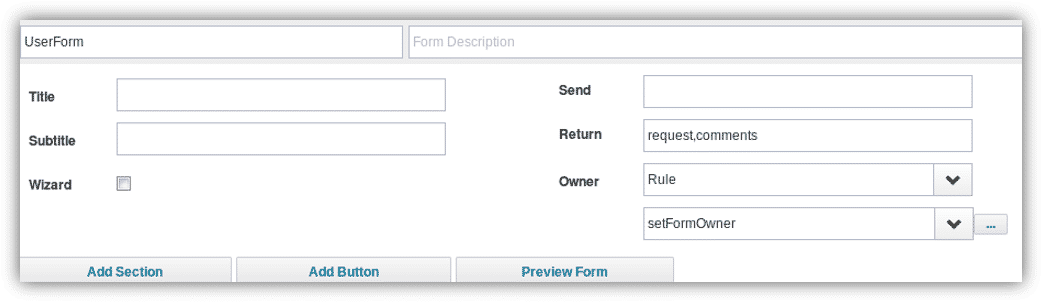 UserForm Form Description
Title
Send
Subtitle
Return request,comments
Wizard
Owner Rule
setFormOwner ...
Add Section Add Button Preview Form